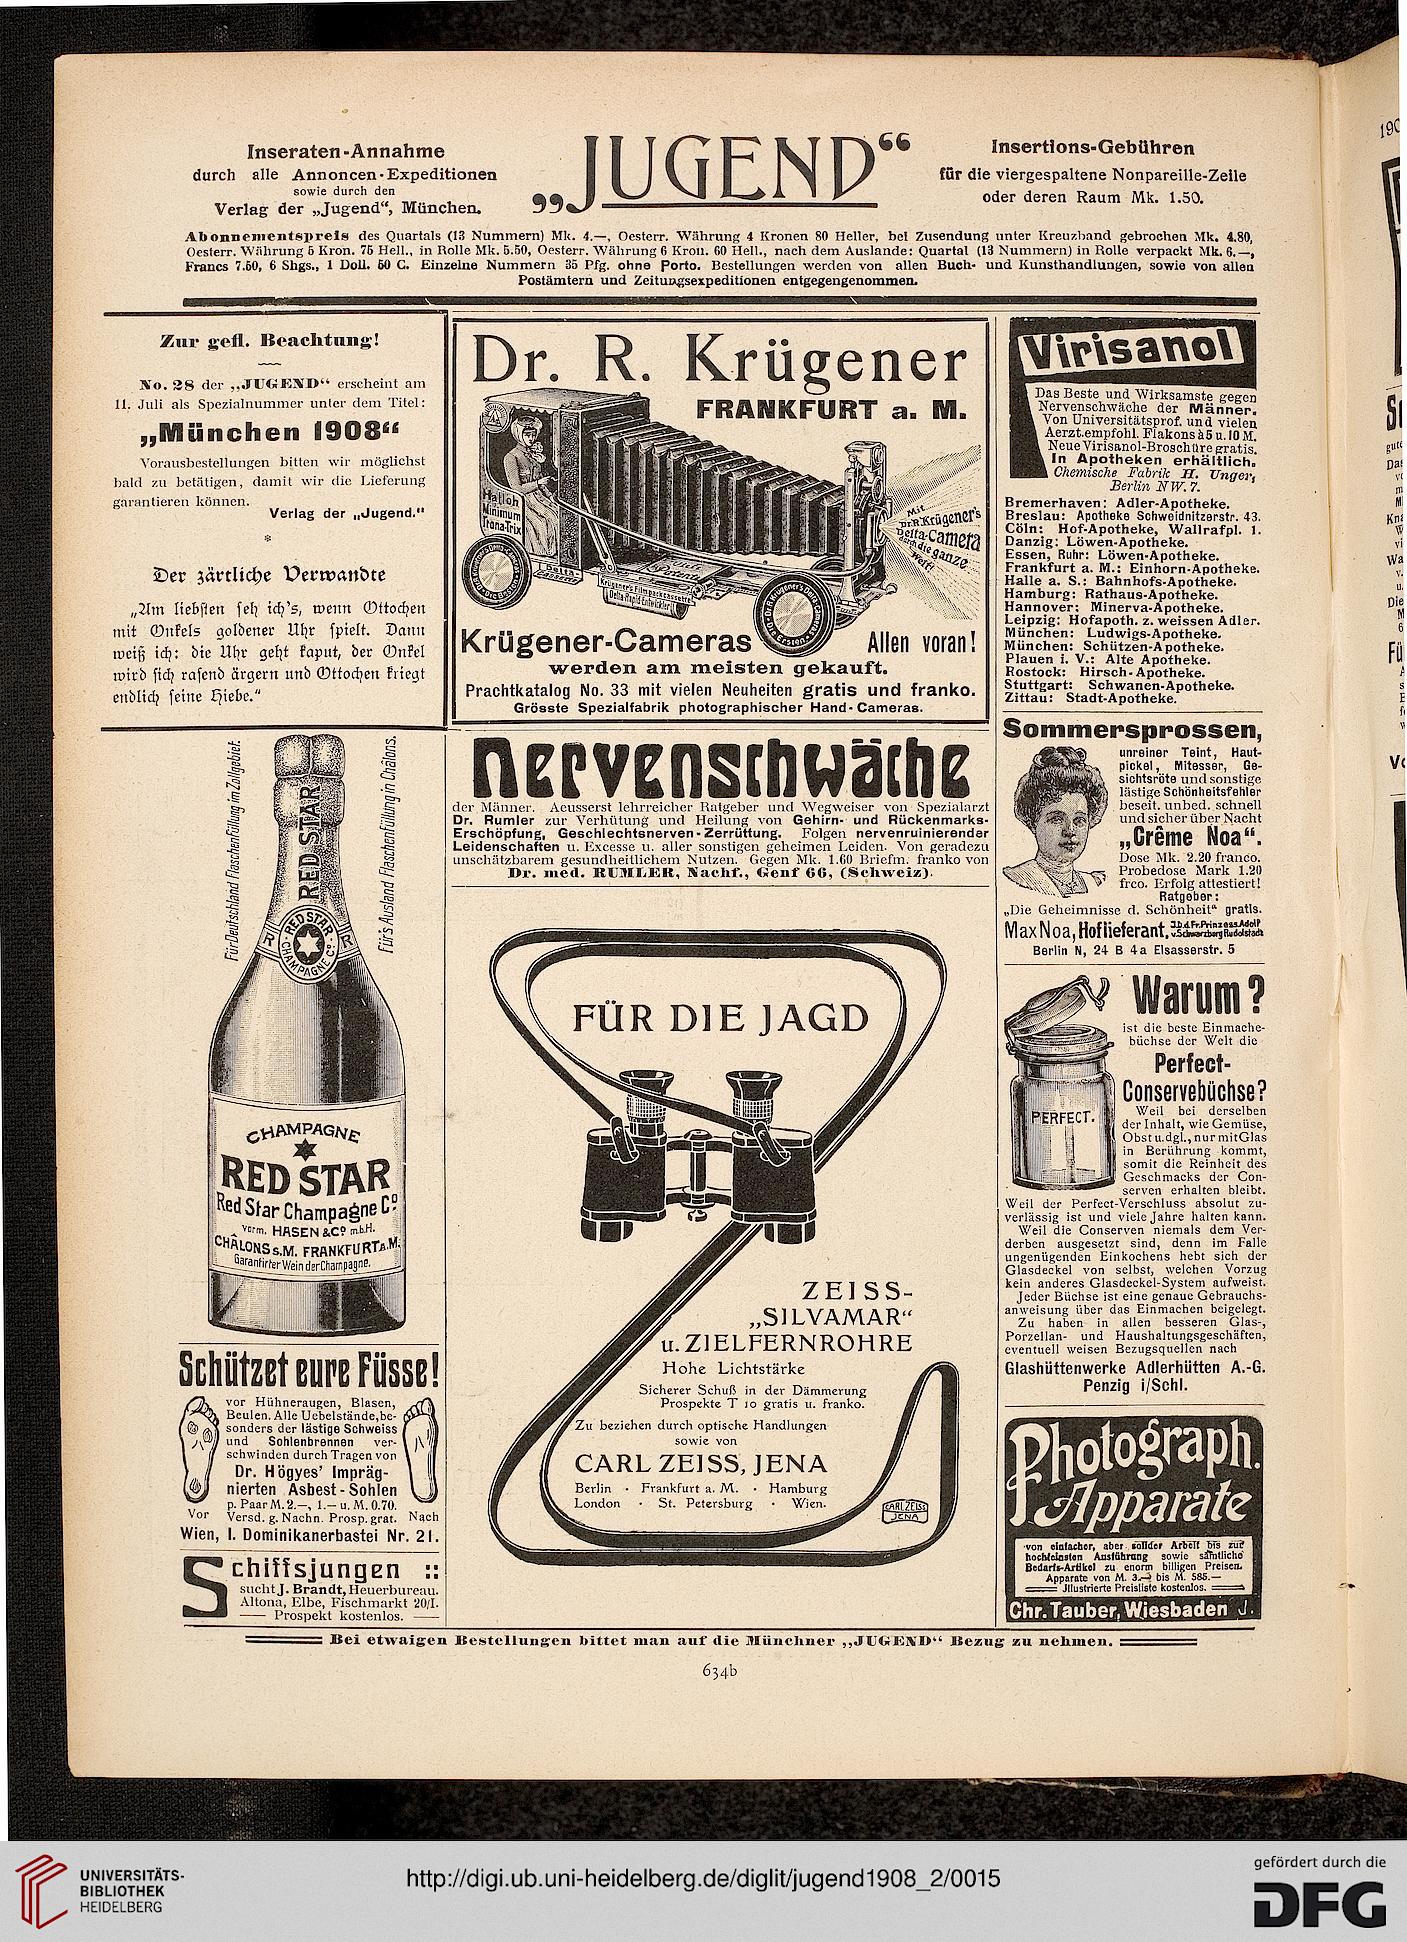 Inseraten-Annahme
durch alle Annoncen-Expeditionen
sowie durch den
Verlag der „Jugend“, München.
„JUGEND“
Insertions-Gebühren
für die viergespaltene Nonpareille-Zeile
oder deren Raum Mk. 1.50.
Abonnementspreis des Quartals (13 Nummern) Mk. 4.—, Oesterr. Währung 4 Kronen 80 Heller, bei Zusendung unter Kreuzband gebrochen Mk. 4.80,
Oesterr. Währung 5 Kron. 75 Hell., in Rolle Mk. 5.50, Oesterr. Währung 6 Kron. 60 Hell., nach dem Auslande: Quartal (13 Nummern) in Rolle verpackt Mk. 6.—,
Francs 7.50, 6 Shgs., 1 Doll. 50 C. Einzelne Nummern 35 Pfg. ohne Porto. Bestellungen werden von allen Buch- und Kunsthandlungen, sowie von allen
Postämtern und Zeitungsexpeditionen entgegengenommen.
Zur gefl. Beachtung!
No. 28 der „JUGEND“ erscheint am
11. Juli als Spezialnummer unter dem Titel:
„München 1908“
Vorausbestellungen bitten wir möglichst
bald zu betätigen, damit wir die Lieferung
garantieren können.
Verlag der „Jugend.“
*
Der zärtliche Verwandte
„Am liebsten seh ich's, wenn Ottochen
mit Onkels goldener Uhr spielt. Dann
weiß ich: die Uhr geht kaput, der Onkel
wird sich rasend ärgern und Ottochen kriegt
endlich seine Hiebe.“
Für Deutschland Flaschenfüllung im Zollgebiet.
Für's Ausland Flaschenfüllung in Châlons.
RED STAR
RED STAR
CHAMPAGNE Co.
R R
CHAMPAGNE
RED STAR
Red Star Champagne Co
vorm. HASEN & Co m.b.H.
CHÂLONS s.M. FRANKFURT a.M.
Garantirter Wein der Champagne.
Schützet eure Füsse!
vor Hühneraugen, Blasen,
Beulen. Alle Uebelstände, be-
sonders der lästige Schweiss
und Sohlenbrennen ver-
schwinden durch Tragen von
Dr. Högyes' Impräg-
nierten Asbest-Sohlen
p. Paar M. 2.—, 1.— u. M. 0.70.
Versd. g. Nachn. Prosp. grat.
Vor
Nach
Wien, I. Dominikanerbastei Nr. 21.
Schiffsjungen ::
sucht J. Brandt, Heuerbureau.
Altona, Elbe, Fischmarkt 20/I.
Prospekt kostenlos.
Dr. R. Krügener
FRANKFURT a. M.
Halloh
Minimum
Trona-Trix
Delta-
Cassette
Krügener's Filmpackcassette
Delta-Rapid Entwickler
Mit
Dr. R. Krügener's
Delta-Camera
durch die ganze
Welt!
Krügener-Cameras
Allen voran!
werden am meisten gekauft.
Prachtkatalog No. 33 mit vielen Neuheiten gratis und franko.
Grösste Spezialfabrik photographischer Hand-Cameras.
Nervenschwäche
der Männer. Aeusserst lehrreicher Ratgeber und Wegweiser von Spezialarzt
Dr. Rumler zur Verhütung und Heilung von Gehirn- und Rückenmarks-
Erschöpfung, Geschlechtsnerven-Zerrüttung. Folgen nervenruinierender
Leidenschaften u. Excesse u. aller sonstigen geheimen Leiden. Von geradezu
unschätzbarem gesundheitlichem Nutzen. Gegen Mk. 1.60 Briefm. franko von
Dr. med. RUMLER, Nachf., Genf 66, (Schweiz).
FÜR DIE JAGD
ZEISS-
„SILVAMAR“
u. ZIELFERNROHRE
Hohe Lichtstärke
Sicherer Schuß in der Dämmerung
Prospekte T 10 gratis u. franko.
Zu beziehen durch optische Handlungen
sowie von
CARL ZEISS, JENA
Berlin · Frankfurt a. M. · Hamburg
London · St. Petersburg · Wien.
CARL ZEISS
JENA
Virisanol
Das Beste und Wirksamste gegen
Nervenschwäche der Männer.
Von Universitätsprof. und vielen
Aerzt. empfohl. Flakons à 5 u. 10 M.
Neue Virisanol-Broschüre gratis.
In Apotheken erhältlich.
Chemische Fabrik H. Unger,
Berlin NW. 7.
Bremerhaven: Adler-Apotheke.
Breslau: Apotheke Schweidnitzerstr. 43.
Cöln: Hof-Apotheke, Wallrafpl. 1.
Danzig: Löwen-Apotheke.
Essen, Ruhr: Löwen-Apotheke.
Frankfurt a. M.: Einhorn-Apotheke.
Halle a. S.: Bahnhofs-Apotheke.
Hamburg: Rathaus-Apotheke.
Hannover: Minerva-Apotheke.
Leipzig: Hofapoth. z. weissen Adler.
München: Ludwigs-Apotheke.
München: Schützen-Apotheke.
Plauen i. V.: Alte Apotheke.
Rostock: Hirsch-Apotheke.
Stuttgart: Schwanen-Apotheke.
Zittau: Stadt-Apotheke.
Sommersprossen,
unreiner Teint, Haut-
pickel, Mitesser, Ge-
sichtsröte und sonstige
lästige Schönheitsfehler
beseit. unbed. schnell
und sicher über Nacht
„Crême Noa“.
Dose Mk. 2.20 franco.
Probedose Mark 1.20
frco. Erfolg attestiert!
Ratgeber:
„Die Geheimnisse d. Schönheit“ gratis.
Max Noa, Hoflieferant, I.D.d.Fr.Prinzess Adolf v. Schwarzburg Rudolstadt
Berlin N, 24 B 4a Elsasserstr. 5
Warum?
ist die beste Einmache-
büchse der Welt die
Perfect-
Conservebüchse?
PERFECT.
Weil bei derselben
der Inhalt, wie Gemüse,
Obst u. dgl., nur mit Glas
in Berührung kommt,
somit die Reinheit des
Geschmacks der Con-
serven erhalten bleibt.
Weil der Perfect-Verschluss absolut zu-
verlässig ist und viele Jahre halten kann.
Weil die Conserven niemals dem Ver-
derben ausgesetzt sind, denn im Falle
ungenügenden Einkochens hebt sich der
Glasdeckel von selbst, welchen Vorzug
kein anderes Glasdeckel-System aufweist.
Jeder Büchse ist eine genaue Gebrauchs-
anweisung über das Einmachen beigelegt.
Zu haben in allen besseren Glas-,
Porzellan- und Haushaltungsgeschäften,
eventuell weisen Bezugsquellen nach
Glashüttenwerke Adlerhütten A.-G.
Penzig i/Schl.
Photograph.
Apparate
von einfacher, aber solider Arbeit bis zur
hochfeinsten Ausführung sowie sämtliche
Bedarfs-Artikel zu enorm billigen Preisen.
Apparate von M. 3.— bis M. 585.—
Jllustrierte Preisliste kostenlos.
Chr. Tauber, Wiesbaden J.
Bei etwaigen Bestellungen bittet man auf die Münchner „JUGEND“ Bezug zu nehmen.
634b
UNIVERSITÄTS-
BIBLIOTHEK
HEIDELBERG
http://digi.ub.uni-heidelberg.de/diglit/jugend1908_2/0015
gefördert durch die
DFG